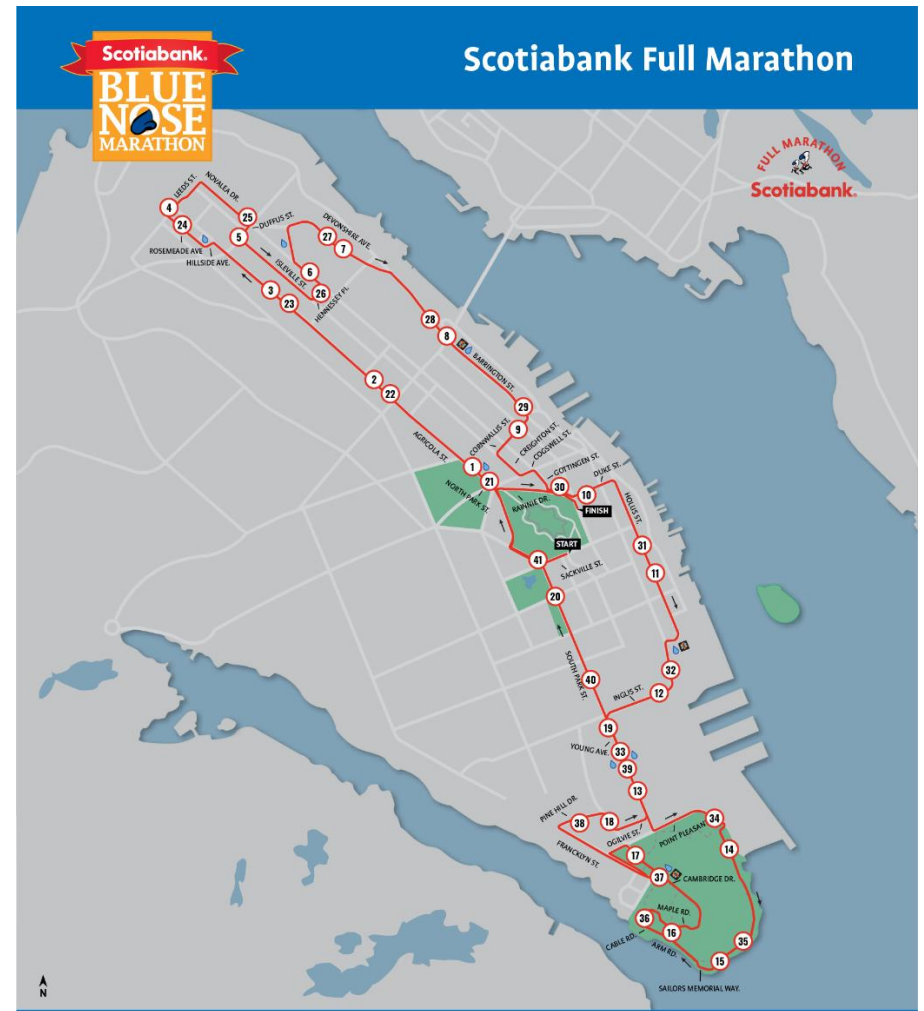 Scotiabank®
BLUE
NOSE
MARATHON
Scotiabank Full Marathon
FULL MARATHON
Scotiabank®
LEEDS ST.
NOVALEA DR.
4
24
25
DUFFUS ST.
5
ROSEMEADE AVE
HILLSIDE AVE.
DEVONSHIRE AVE.
27
7
ISLEVILLE ST.
6
26
HENNESSEY PL.
3
23
28
8
BARRINGTON ST.
2
22
29
9
CORNWALLIS ST.
CREIGHTON ST.
COGSWELL ST.
AGRICOLA ST.
1
21
GOTTINGEN ST.
DUKE ST.
30
10
NORTH PARK ST.
RAINNIE DR.
FINISH
HOLLIS ST.
START
31
41
11
SACKVILLE ST.
20
SOUTH PARK ST.
40
32
INGLIS ST.
12
19
YOUNG AVE.
33
39
13
PINE HILL DR.
38
18
OGILVIE ST.
POINT PLEASANT
34
14
FRANCKLYN ST.
17
37
CAMBRIDGE DR.
MAPLE RD.
36
16
CABLE RD.
ARM RD.
35
15
SAILORS MEMORIAL WAY.
N